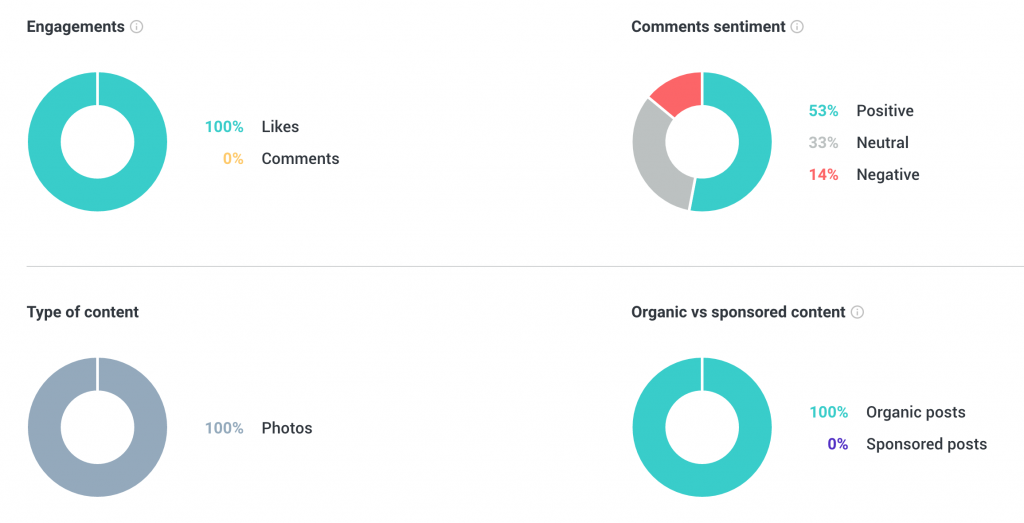 Engagements
100% Likes
0% Comments
Comments sentiment
53% Positive
33% Neutral
14% Negative
Type of content
100% Photos
Organic vs sponsored content
100% Organic posts
0% Sponsored posts